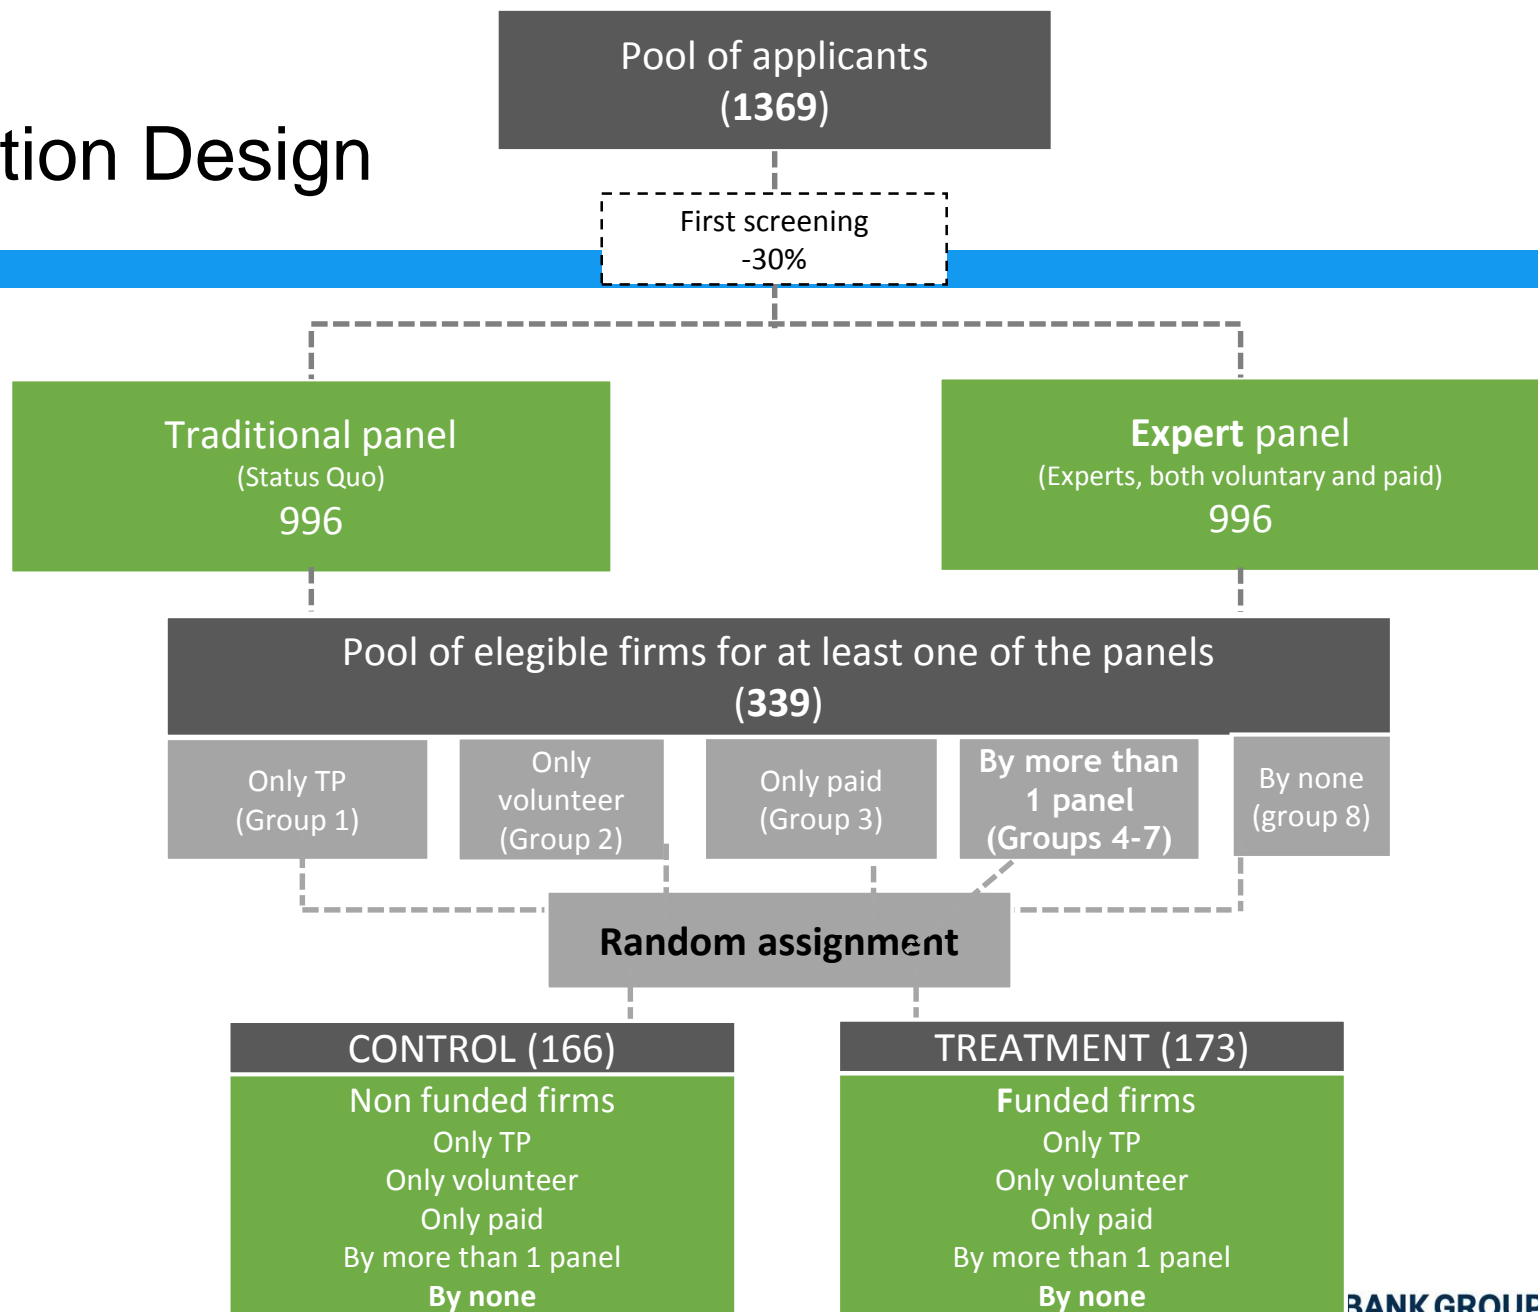 Pool of applicants
(1369)
tion Design
First screening
-30%
Traditional panel
(Status Quo)
996
Expert panel
(Experts, both voluntary and paid)
996
Pool of elegible firms for at least one of the panels
(339)
Only TP
(Group 1)
Only
volunteer
(Group 2)
Only paid
(Group 3)
By more than
1 panel
(Groups 4-7)
By none
(group 8)
Random assignment
CONTROL (166)
Non funded firms
Only TP
Only volunteer
Only paid
By more than 1 panel
By none
TREATMENT (173)
Funded firms
Only TP
Only volunteer
Only paid
By more than 1 panel
By none
BANK GROUP